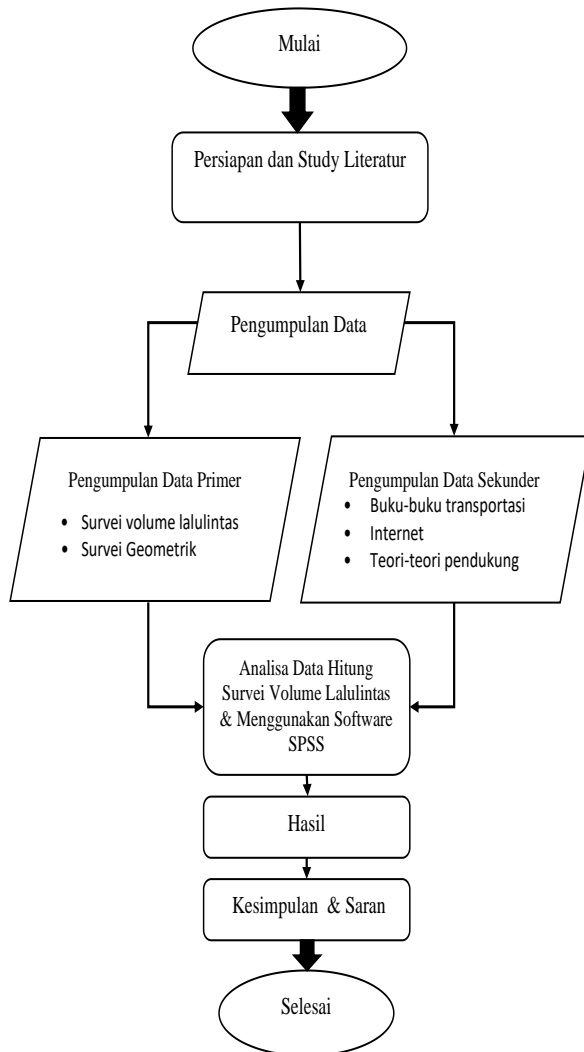 Mulai
Persiapan dan Study Literatur
Pengumpulan Data
Pengumpulan Data Primer
• Survei volume lalulintas
• Survei Geometrik
Pengumpulan Data Sekunder
• Buku-buku transportasi
• Internet
• Teori-teori pendukung
Analisa Data Hitung
Survei Volume Lalulintas
& Menggunakan Software
SPSS
Hasil
Kesimpulan & Saran
Selesai